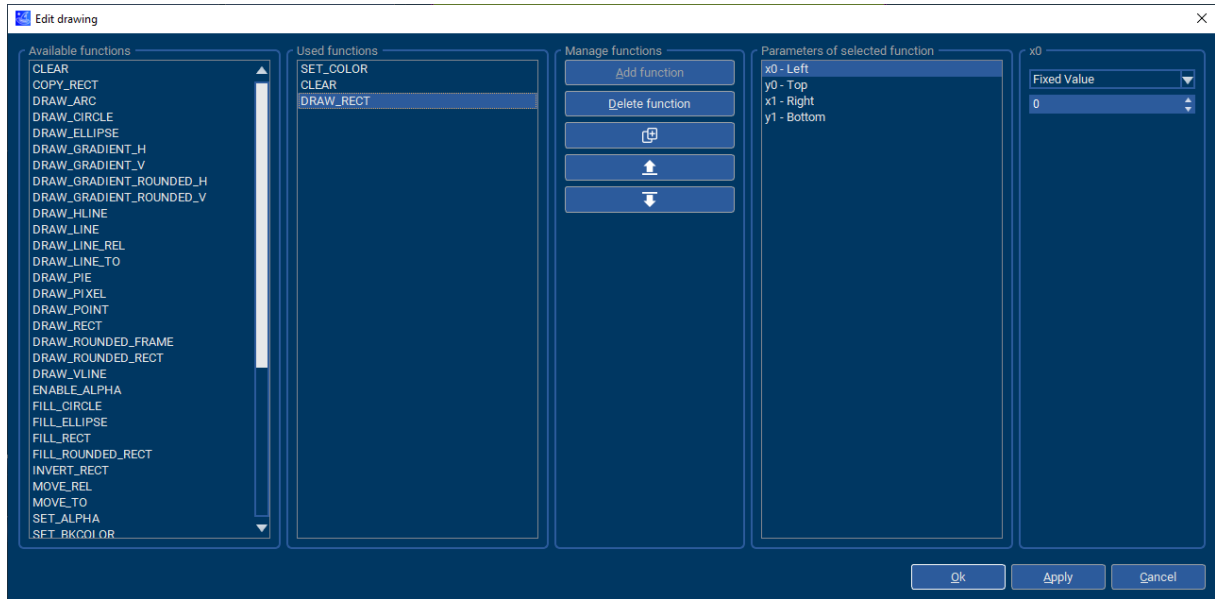 Edit drawing
Available functions
CLEAR
COPY_RECT
DRAW_ARC
DRAW_CIRCLE
DRAW_ELLIPSE
DRAW_GRADIENT_H
DRAW_GRADIENT_V
DRAW_GRADIENT_ROUNDED_H
DRAW_GRADIENT_ROUNDED_V
DRAW_HLINE
DRAW_LINE
DRAW_LINE_REL
DRAW_LINE_TO
DRAW_PIE
DRAW_PIXEL
DRAW_POINT
DRAW_RECT
DRAW_ROUNDED_FRAME
DRAW_ROUNDED_RECT
DRAW_VLINE
ENABLE_ALPHA
FILL_CIRCLE
FILL_ELLIPSE
FILL_RECT
FILL_ROUNDED_RECT
INVERT_RECT
MOVE_REL
MOVE_TO
SET_ALPHA
SET_BKCOLOR
Used functions
SET_COLOR
CLEAR
DRAW_RECT
Manage functions
Add function
Delete function
Parameters of selected function
x0 - Left
y0 - Top
x1 - Right
y1 - Bottom
x0
Fixed Value
0
Ok
Apply
Cancel